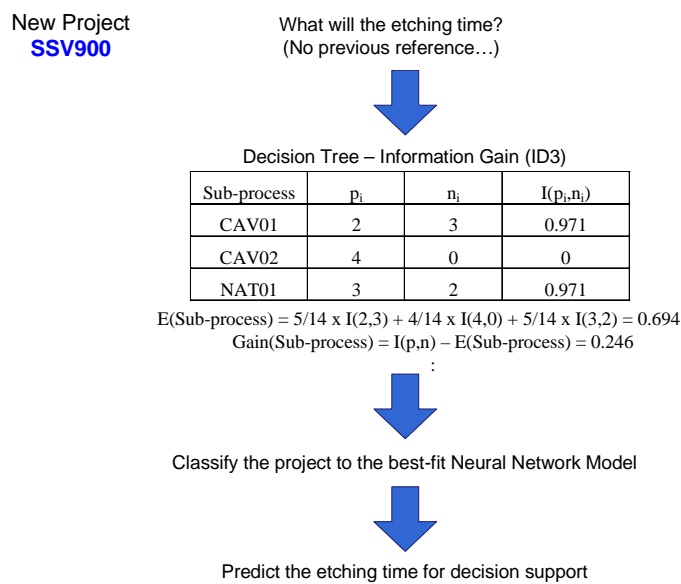 New Project
SSV900
What will the etching time?
(No previous reference…)
Decision Tree – Information Gain (ID3)
Sub-process pi ni I(pi,ni)
CAV01 2 3 0.971
CAV02 4 0 0
NAT01 3 2 0.971
E(Sub-process) = 5/14 x I(2,3) + 4/14 x I(4,0) + 5/14 x I(3,2) = 0.694
Gain(Sub-process) = I(p,n) – E(Sub-process) = 0.246
:
Classify the project to the best-fit Neural Network Model
Predict the etching time for decision support